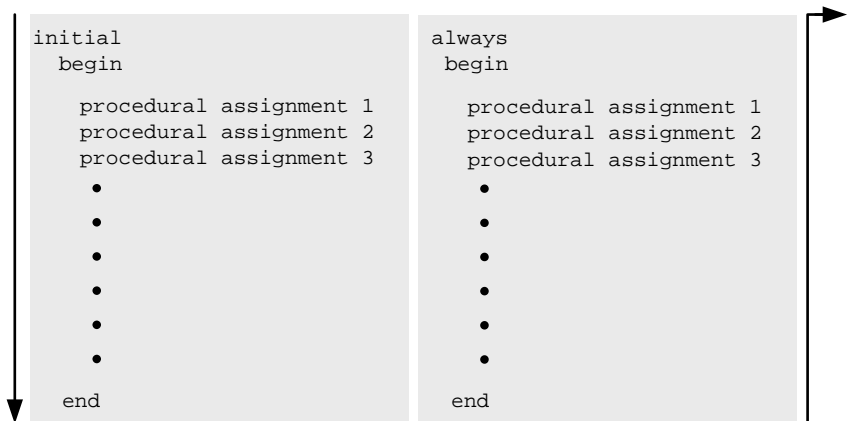 initial
begin
procedural assignment 1
procedural assignment 2
procedural assignment 3
•
•
•
•
•
•
end
always
begin
procedural assignment 1
procedural assignment 2
procedural assignment 3
•
•
•
•
•
•
end